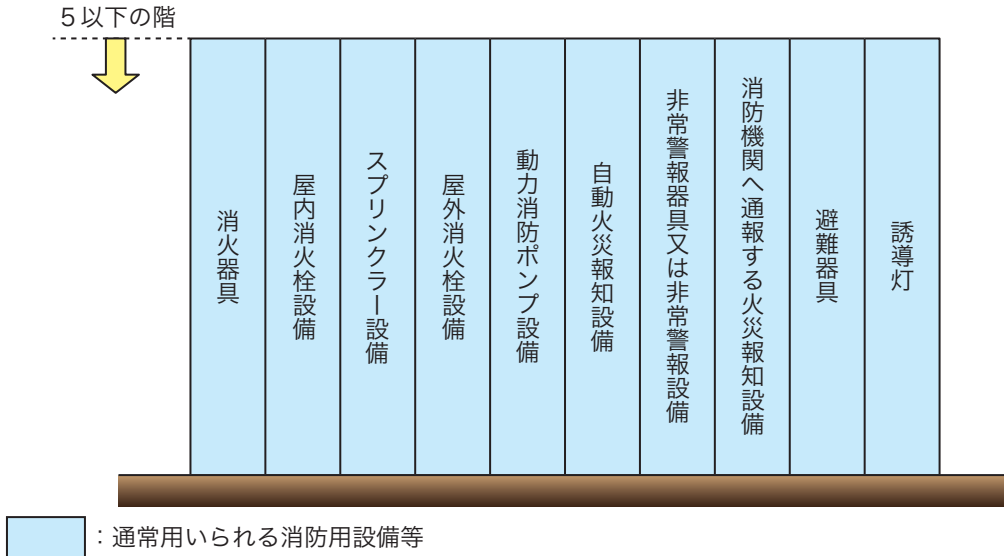 5以下の階
消火器具
屋内消火栓設備
スプリンクラー設備
屋外消火栓設備
動力消防ポンプ設備
自動火災報知設備
非常警報器具又は非常警報設備
消防機関へ通報する火災報知設備
避難器具
誘導灯
：通常用いられる消防用設備等